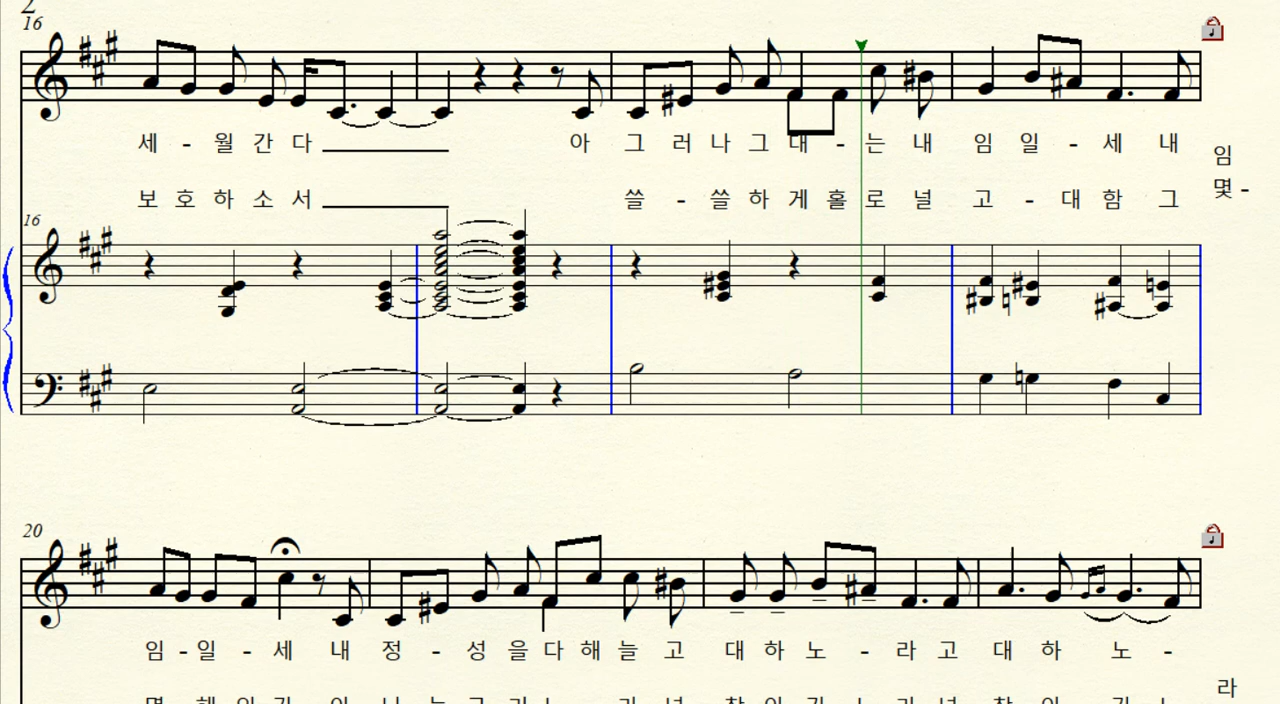 2
16
세 - 월 간 다 아 그 러 나 그 대 - 는 내 임 일 - 세 내 임
보 호 하 소 서 쓸 - 쓸 하 게 홀 로 널 고 - 대 함 그 몇 -
16
20
임 - 일 - 세 내 정 - 성 을 다 해 늘 고 대 하 노 - 라 고 대 하 노 - 라